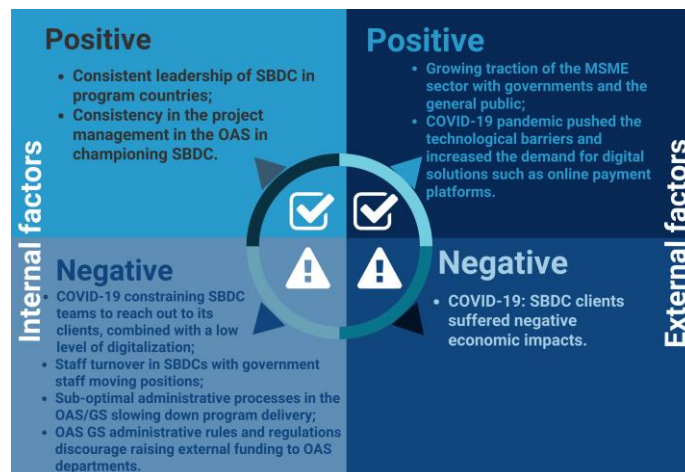 Internal factors
Positive
• Consistent leadership of SBDC in
program countries;
• Consistency in the project
management in the OAS in
championing SBDC.
Positive
• Growing traction of the MSME
sector with governments and the
general public;
• COVID-19 pandemic pushed the
technological barriers and
increased the demand for digital
solutions such as online payment
platforms.
Negative
• COVID-19 constraining SBDC
teams to reach out to its
clients, combined with a low
level of digitalization;
• Staff turnover in SBDCs with government
staff moving positions;
• Sub-optimal administrative processes in the
OAS/GS slowing down program delivery;
• OAS GS administrative rules and regulations
discourage raising external funding to OAS
departments.
Negative
• COVID-19: SBDC clients
suffered negative
economic impacts.
External factors